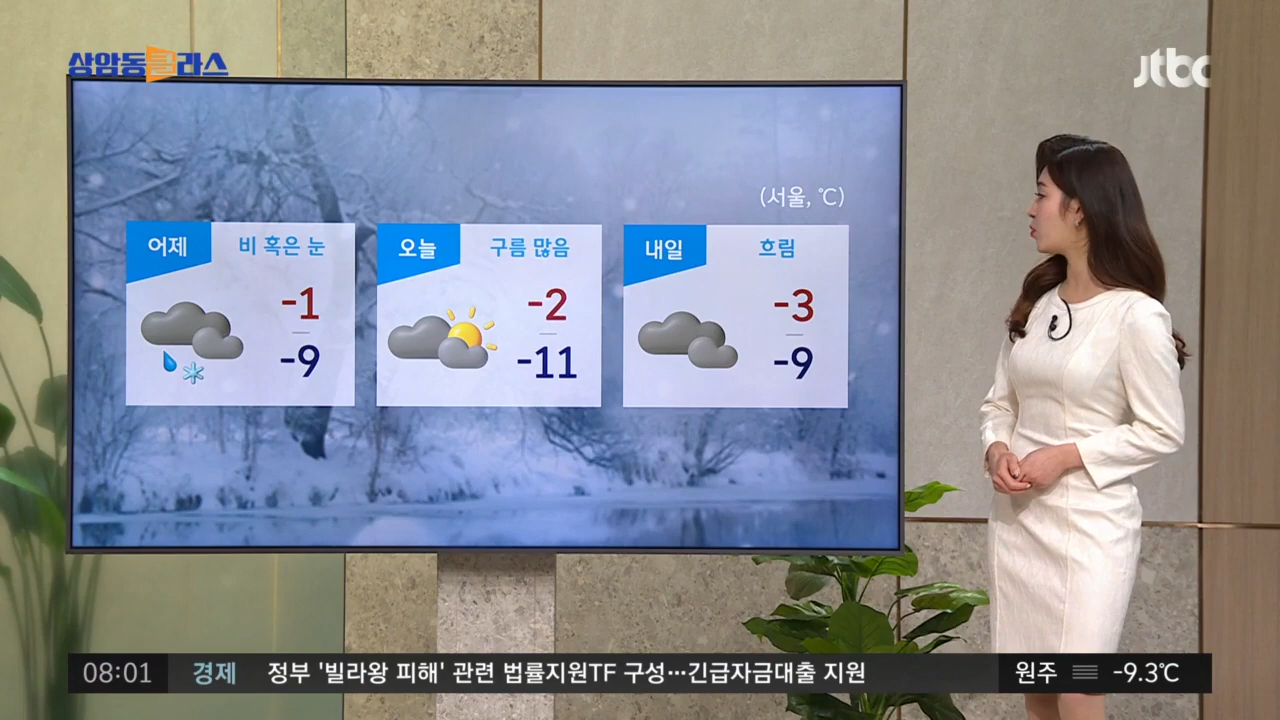 상암동클라스
jtbc
(서울, ℃)
어제
비 혹은 눈
-1
-9
오늘
구름 많음
-2
-11
내일
흐림
-3
-9
08:01 경제 정부 '빌라왕 피해' 관련 법률지원TF 구성…긴급자금대출 지원 원주 -9.3℃